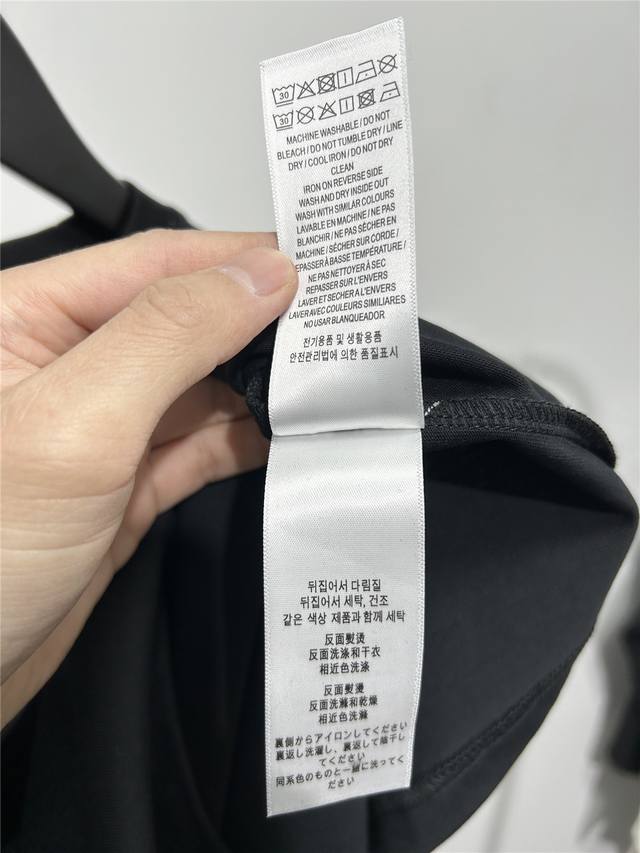 30
30
MACHINE WASHABLE / DO NOT
BLEACH / DO NOT TUMBLE DRY / LINE
DRY / COOL IRON / DO NOT DRY
CLEAN
IRON ON REVERSE SIDE
WASH AND DRY INSIDE OUT
WASH WITH SIMILAR COLOURS
LAVABLE EN MACHINE / NE PAS
BLANCHIR / NE PAS SÉCHER EN
MACHINE / SÉCHER SUR CORDE /
EPASSER À BASSE TEMPÉRATURE /
NE PAS NETTOYER À SEC
REPASSER SUR L'ENVERS
LAVER ET SECHER A L'ENVERS
LAVER AVEC COULEURS SIMILIARES
NO USAR BLANQUEADOR
전기용품 및 생활용품
안전관리법에 의한 품질표시
뒤집어서 다림질
뒤집어서 세탁, 건조
같은 색상 제품과 함께 세탁
反面熨烫
反面洗涤和干衣
相近色洗涤
反面熨燙
反面洗滌和乾燥
相近色洗滌
裏側からアイロンしてください
裏返し洗濯し、裏返して陰干し
てください
同系色のものと一緒に洗ってく
ださい